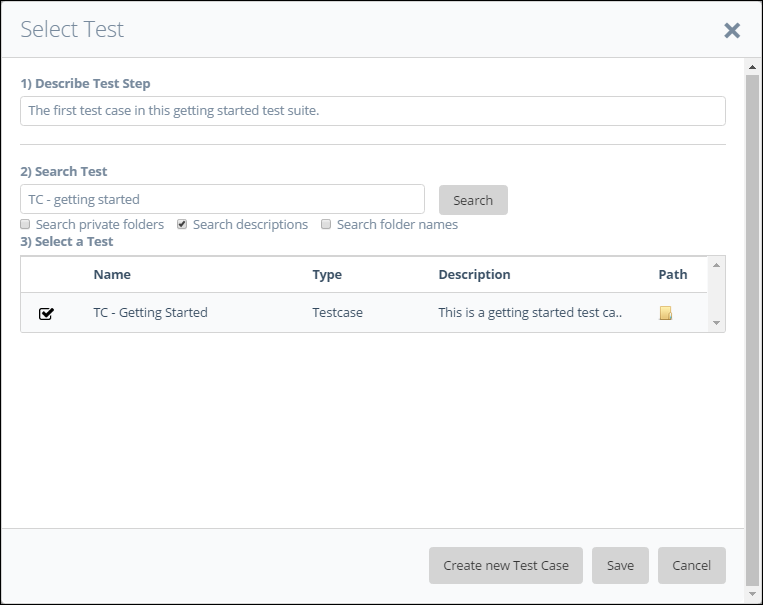 Select Test
1) Describe Test Step
The first test case in this getting started test suite.
2) Search Test
TC - getting started
Search
Search private folders Search descriptions Search folder names
3) Select a Test
Name Type Description Path
TC - Getting Started Testcase This is a getting started test ca..
Create new Test Case Save Cancel